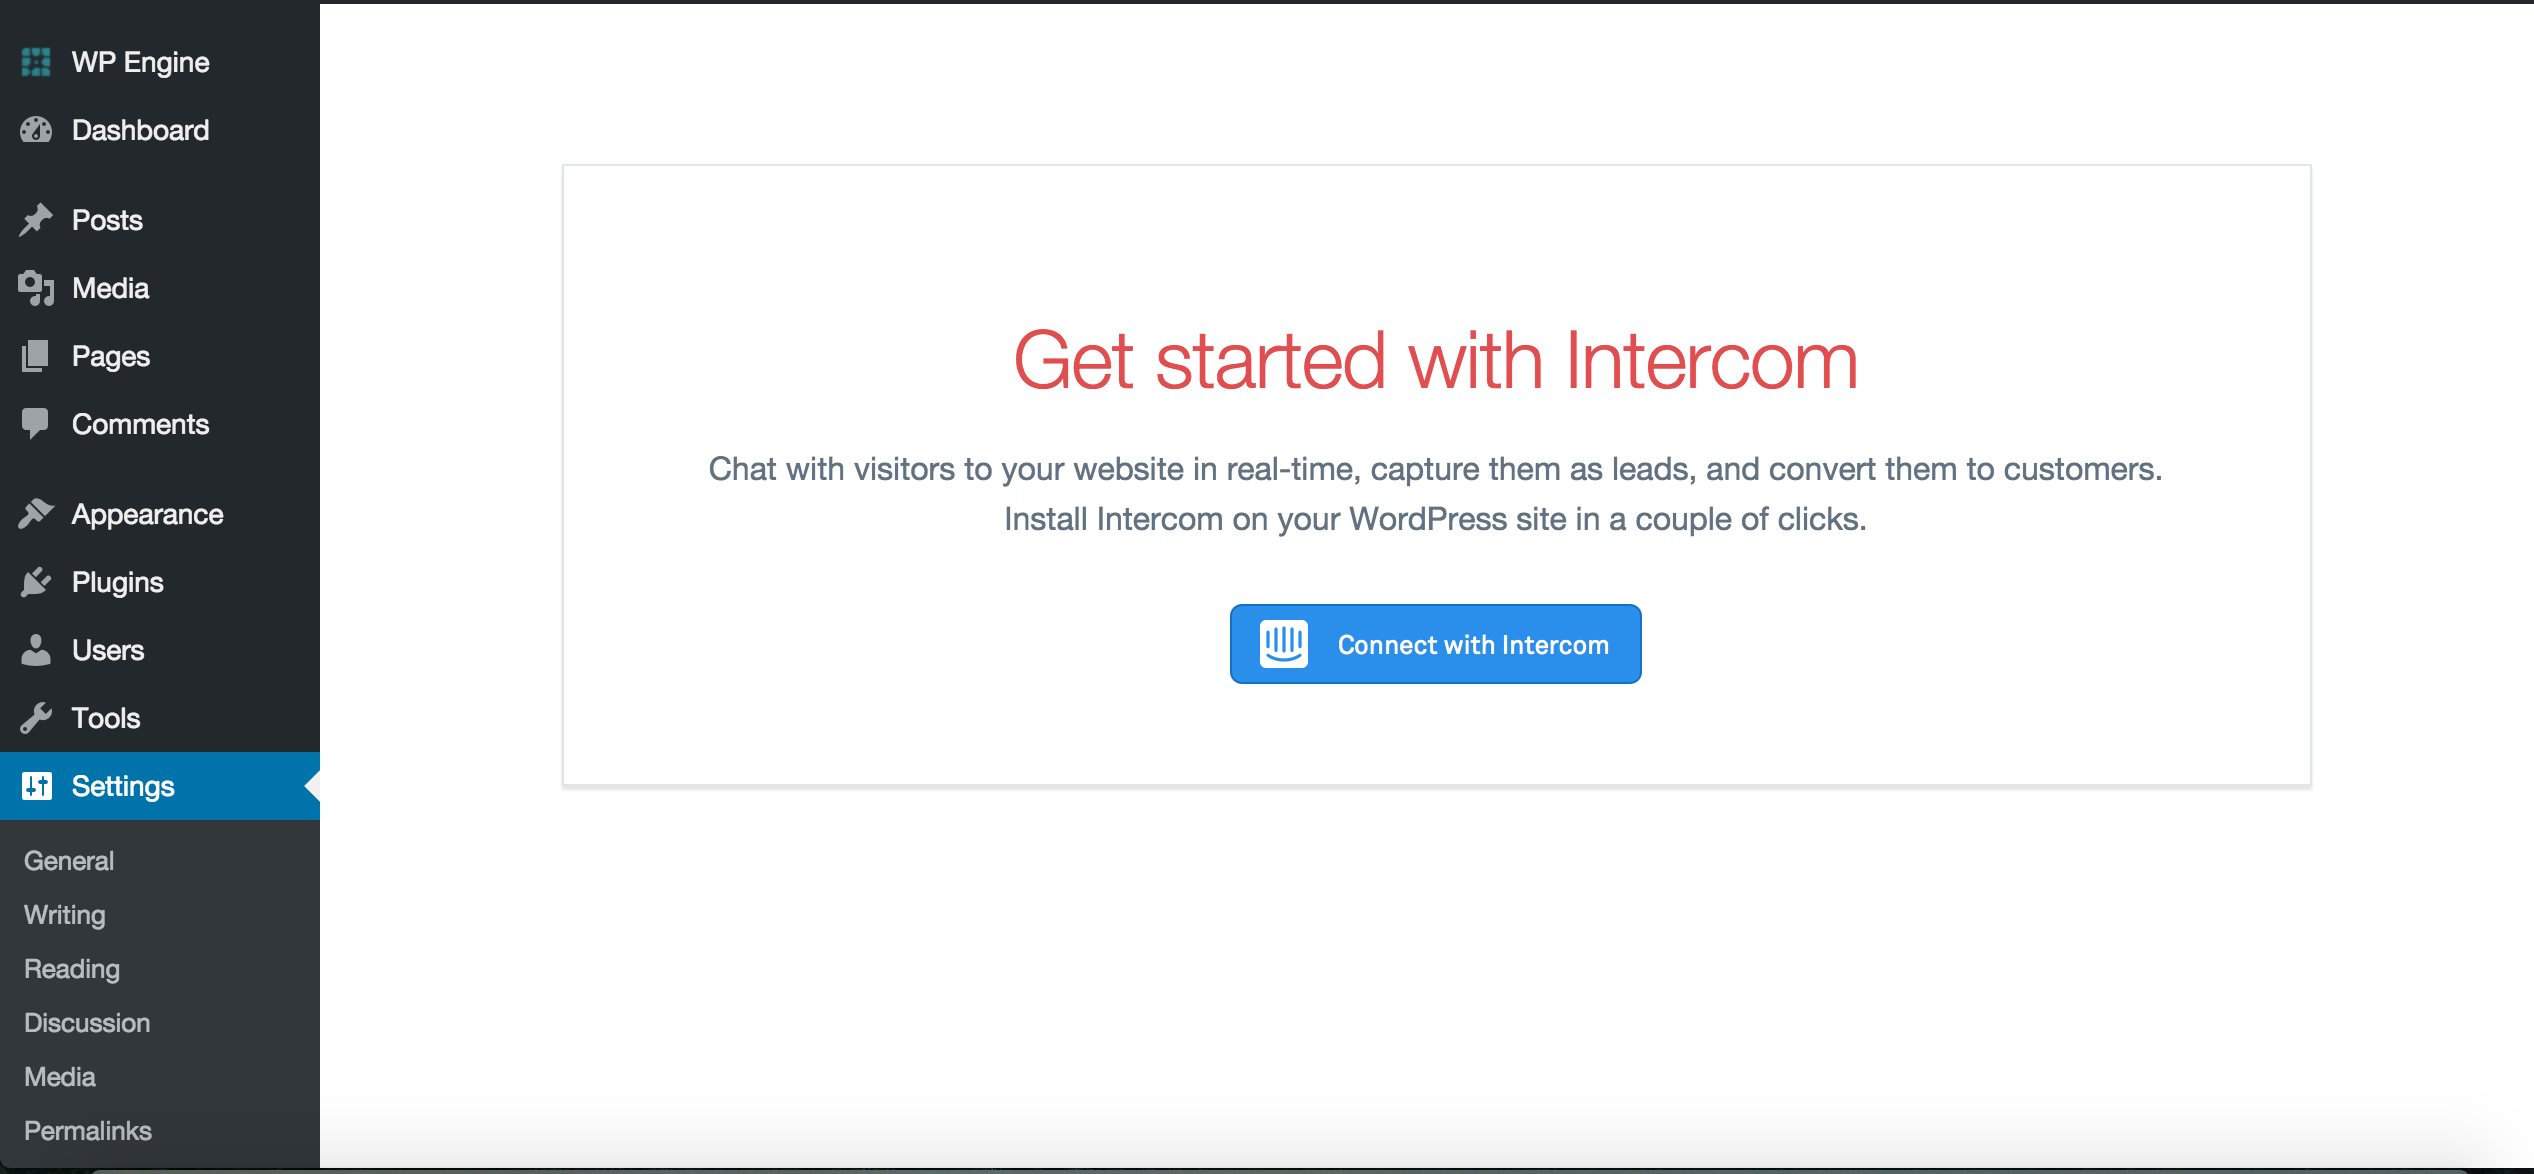 WP Engine
Dashboard
Posts
Media
Pages
Comments
Appearance
Plugins
Users
Tools
Settings
General
Writing
Reading
Discussion
Media
Permalinks
Get started with Intercom
Chat with visitors to your website in real-time, capture them as leads, and convert them to customers.
Install Intercom on your WordPress site in a couple of clicks.
Connect with Intercom